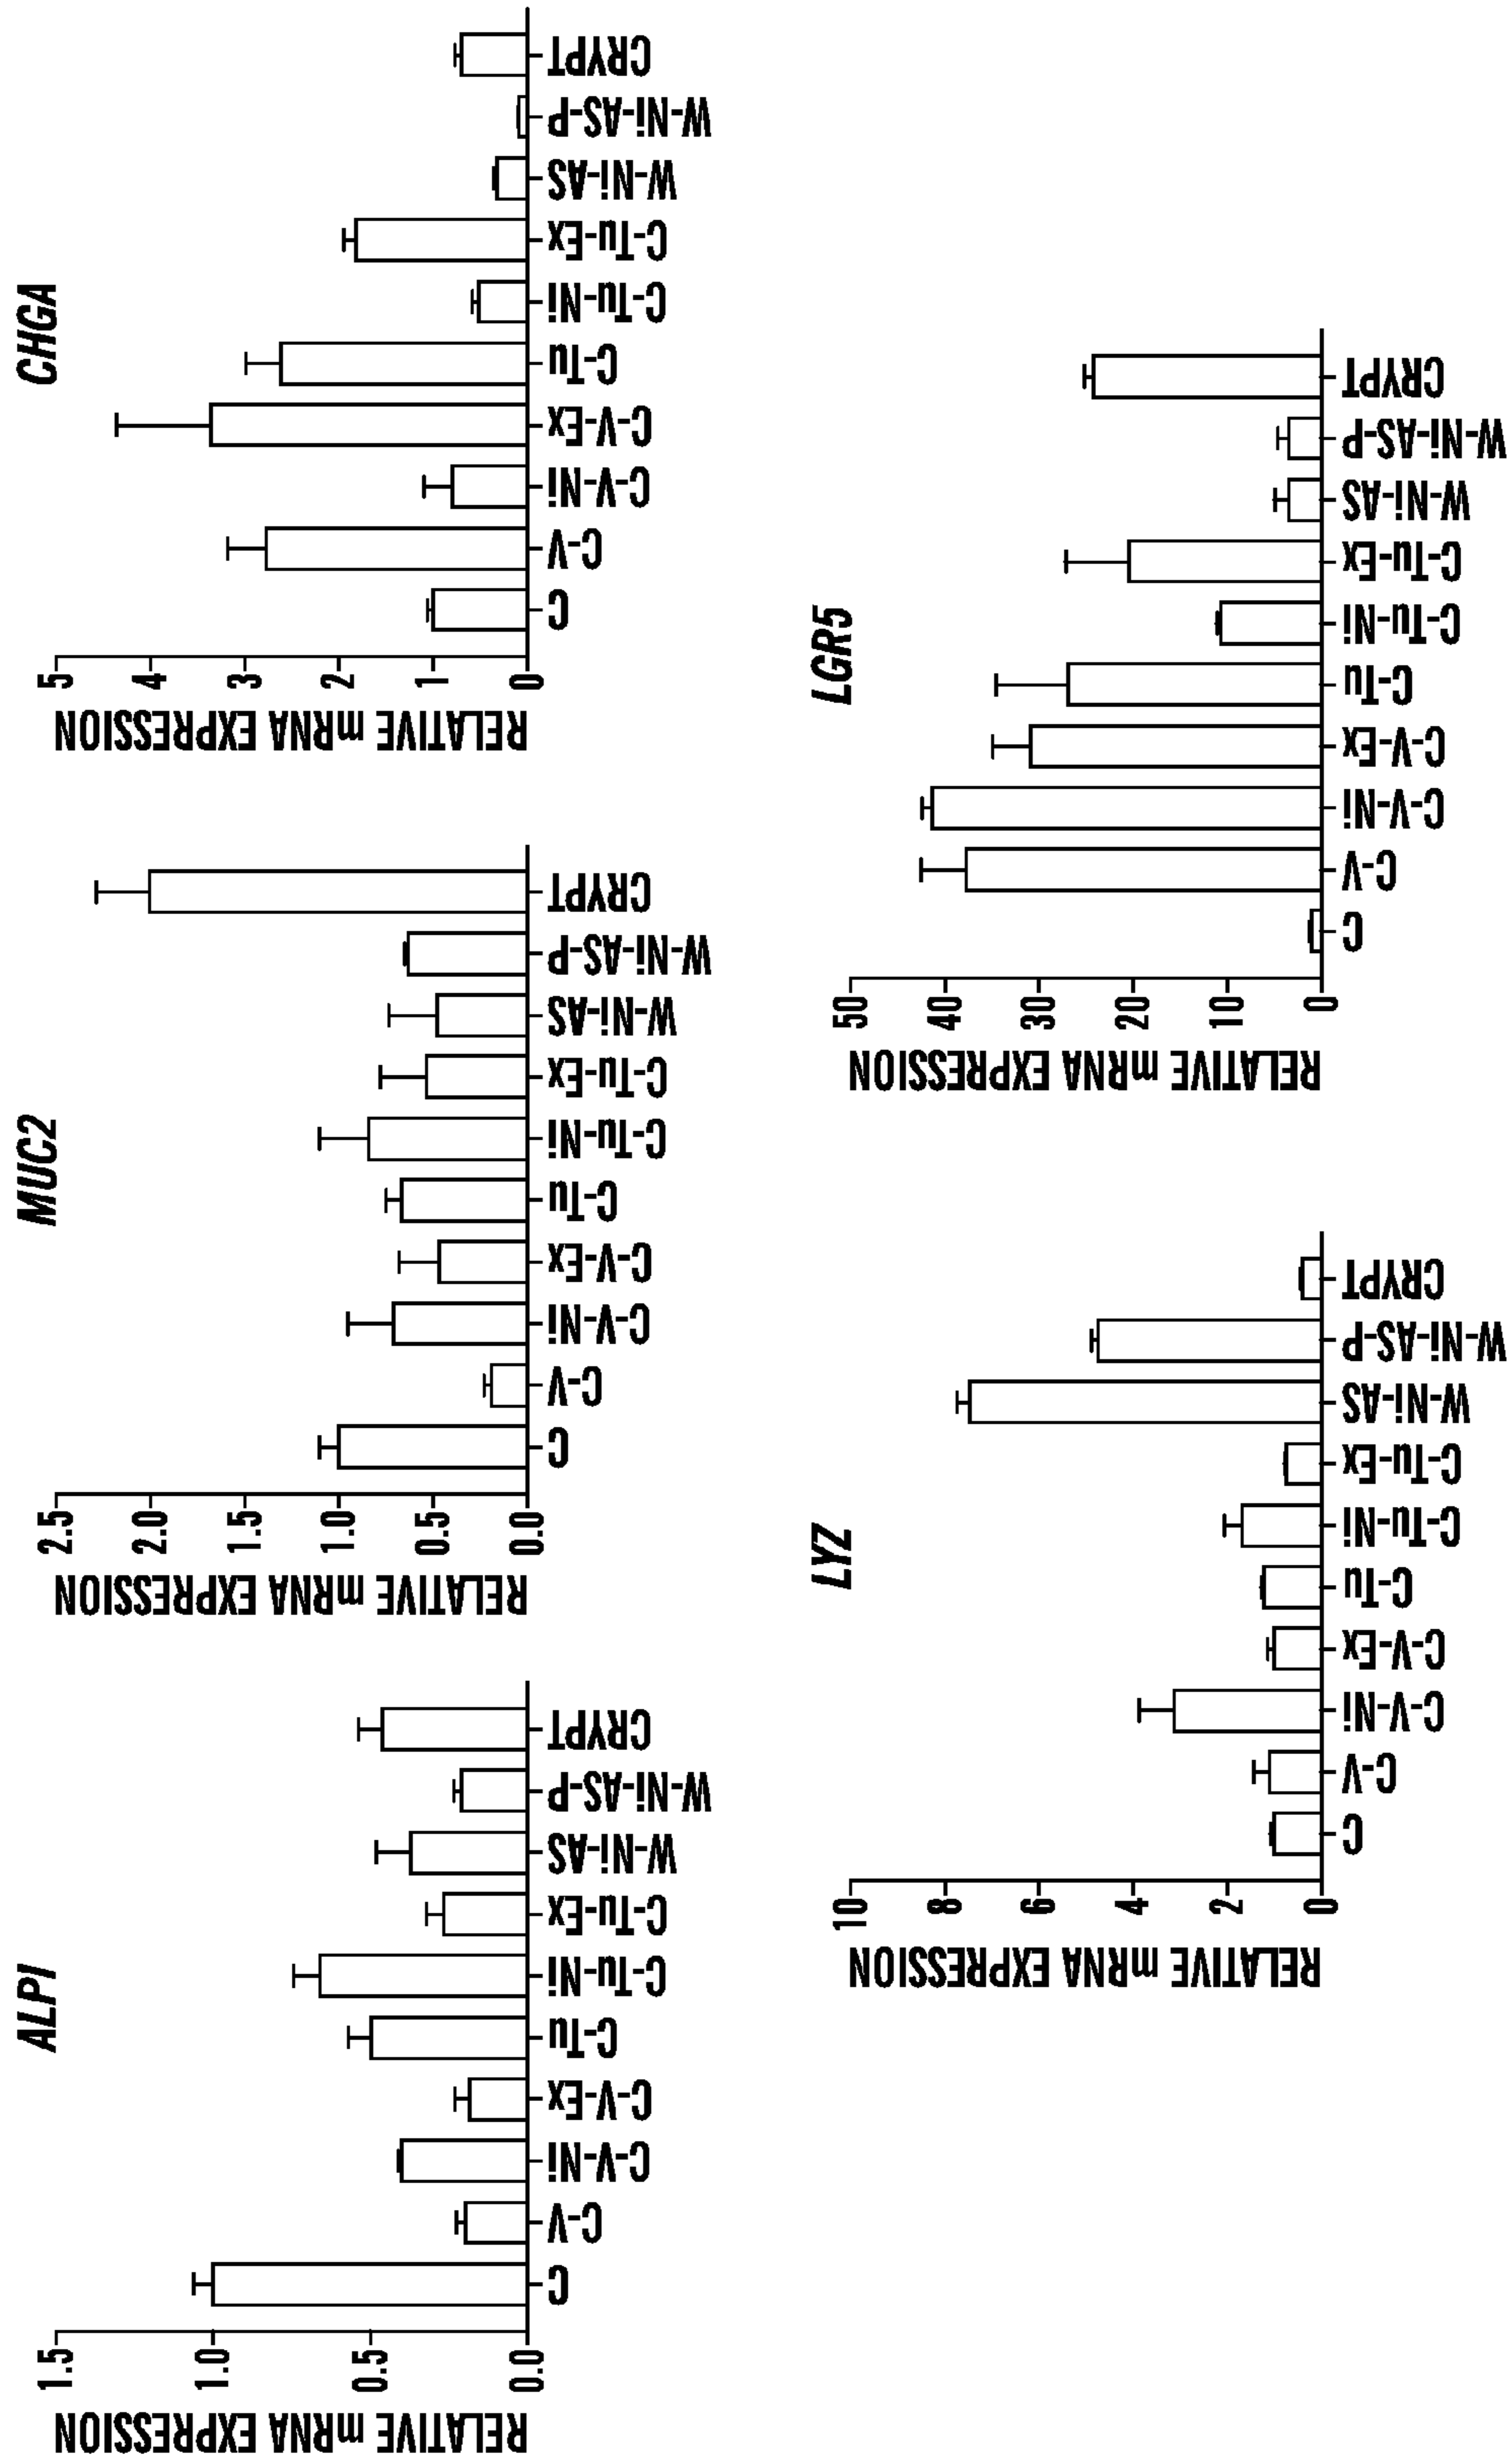 ALPI
RELATIVE mRNA EXPRESSION
1.5
1.0
0.5
0.0
C
C-V
C-V-Ni
C-V-Ex
C-Tu
C-Tu-Ni
C-Tu-Ex
W-Ni-AS
W-Ni-AS-P
CRYPT
MUC2
RELATIVE mRNA EXPRESSION
2.5
2.0
1.5
1.0
0.5
0.0
C
C-V
C-V-Ni
C-V-Ex
C-Tu
C-Tu-Ni
C-Tu-Ex
W-Ni-AS
W-Ni-AS-P
CRYPT
CHGA
RELATIVE mRNA EXPRESSION
5
4
3
2
1
0
C
C-V
C-V-Ni
C-V-Ex
C-Tu
C-Tu-Ni
C-Tu-Ex
W-Ni-AS
W-Ni-AS-P
CRYPT
LYZ
RELATIVE mRNA EXPRESSION
10
8
6
4
2
0
C
C-V
C-V-Ni
C-V-Ex
C-Tu
C-Tu-Ni
C-Tu-Ex
W-Ni-AS
W-Ni-AS-P
CRYPT
LGR5
RELATIVE mRNA EXPRESSION
50
40
30
20
10
0
C
C-V
C-V-Ni
C-V-Ex
C-Tu
C-Tu-Ni
C-Tu-Ex
W-Ni-AS
W-Ni-AS-P
CRYPT